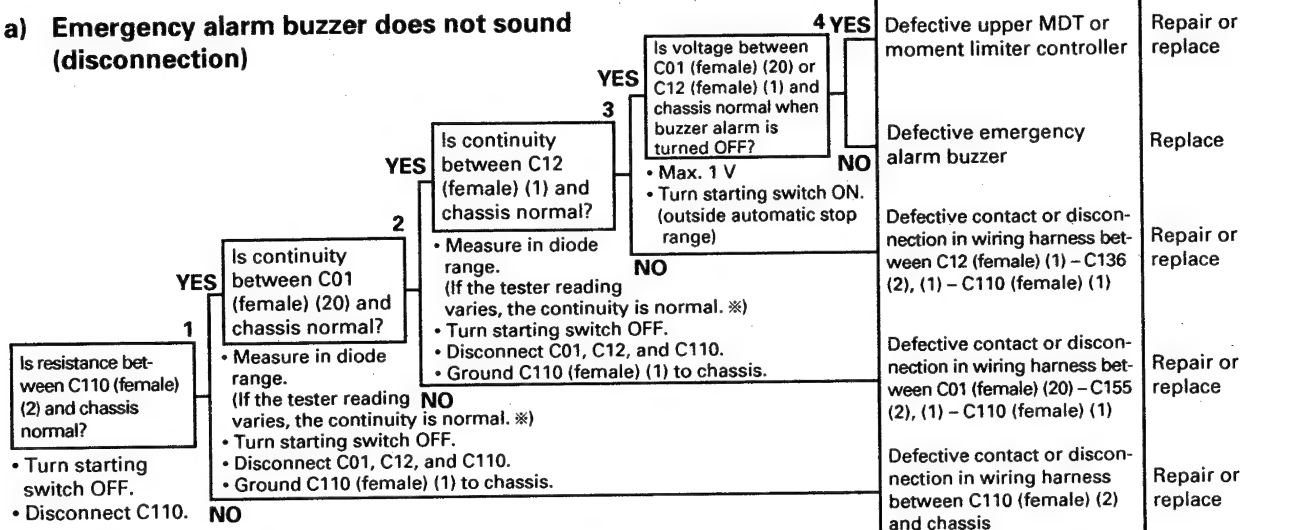 a) Emergency alarm buzzer does not sound
(disconnection)
1
Is resistance bet-
ween C110 (female)
(2) and chassis
normal?
• Turn starting
switch OFF.
• Disconnect C110.
YES
NO
2
Is continuity
between C01
(female) (20) and
chassis normal?
• Measure in diode
range.
(If the tester reading
varies, the continuity is normal. ※)
• Turn starting switch OFF.
• Disconnect C01, C12, and C110.
• Ground C110 (female) (1) to chassis.
YES
NO
3
Is continuity
between C12
(female) (1) and
chassis normal?
• Measure in diode
range.
(If the tester reading
varies, the continuity is normal. ※)
• Turn starting switch OFF.
• Disconnect C01, C12, and C110.
• Ground C110 (female) (1) to chassis.
YES
NO
4
Is voltage between
C01 (female) (20) or
C12 (female) (1) and
chassis normal when
buzzer alarm is
turned OFF?
• Max. 1 V
• Turn starting switch ON.
(outside automatic stop
range)
YES
NO
Defective upper MDT or
moment limiter controller
Repair or
replace
Defective emergency
alarm buzzer
Replace
Defective contact or discon-
nection in wiring harness bet-
ween C12 (female) (1) – C136
(2), (1) – C110 (female) (1)
Repair or
replace
Defective contact or discon-
nection in wiring harness bet-
ween C01 (female) (20) – C155
(2), (1) – C110 (female) (1)
Repair or
replace
Defective contact or discon-
nection in wiring harness
between C110 (female) (2)
and chassis
Repair or
replace